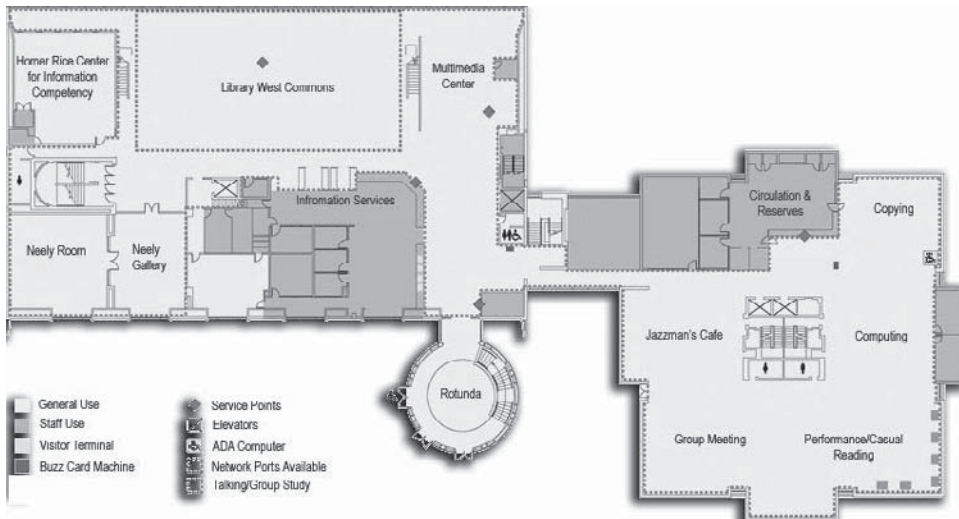 Homer Rice Center
for Information
Competency
Library West Commons
Multimedia
Center
Infromation Services
Circulation &
Reserves
Copying
Neely Room
Neely
Gallery
Jazzman's Cafe
Computing
Rotunda
Group Meeting
Performance/Casual
Reading
General Use
Staff Use
Visitor Terminal
Buzz Card Machine
Service Points
Elevators
ADA Computer
Network Ports Available
Talking/Group Study